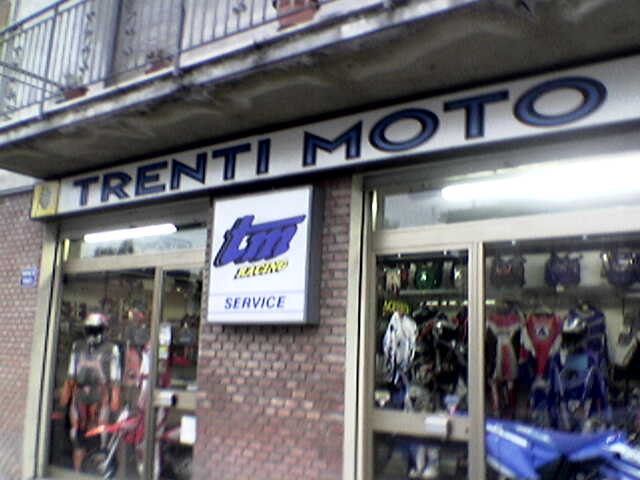 TRENTI MOTO
tm
RACING
SERVICE